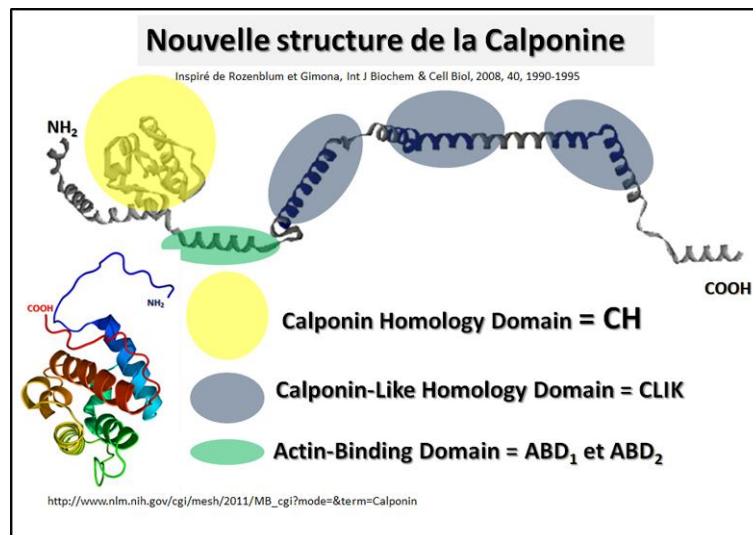 Nouvelle structure de la Calponine
Inspiré de Rozenblum et Gimona, Int J Biochem & Cell Biol, 2008, 40, 1990-1995
NH2
COOH
COOH
NH2
Calponin Homology Domain = CH
Calponin-Like Homology Domain = CLIK
Actin-Binding Domain = ABD1 et ABD2
http://www.nlm.nih.gov/cgi/mesh/2011/MB_cgi?mode=&term=Calponin